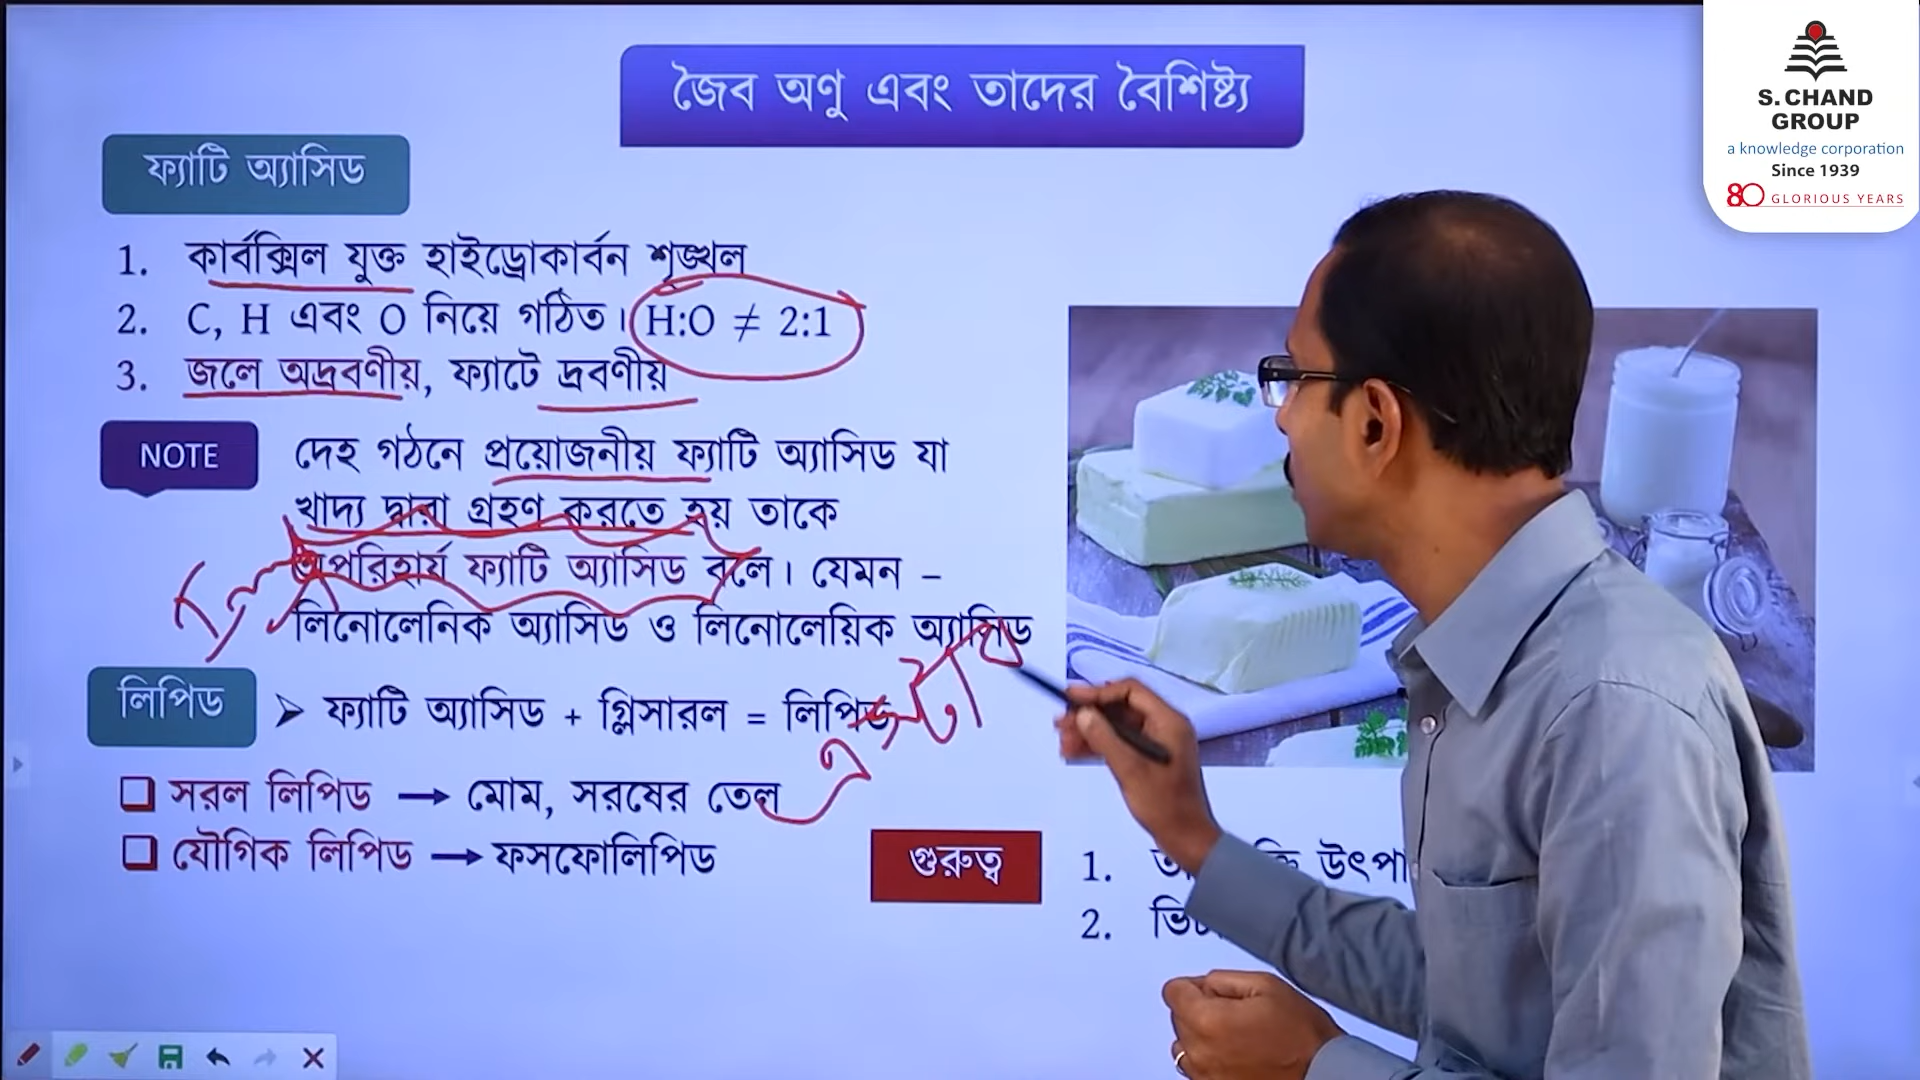 জৈব অণু এবং তাদের বৈশিষ্ট্য
S. CHAND
GROUP
a knowledge corporation
Since 1939
80 GLORIOUS YEARS
ফ্যাটি অ্যাসিড
1. কার্বক্সিল যুক্ত হাইড্রোকার্বন শৃঙ্খল
2. C, H এবং O নিয়ে গঠিত। H:O ≠ 2:1
3. জলে অদ্রবণীয়, ফ্যাটে দ্রবণীয়
NOTE
দেহ গঠনে প্রয়োজনীয় ফ্যাটি অ্যাসিড যা
খাদ্য দ্বারা গ্রহণ করতে হয় তাকে
অপরিহার্য ফ্যাটি অ্যাসিড বলে। যেমন –
লিনোলেনিক অ্যাসিড ও লিনোলেয়িক অ্যাসিড
লিপিড
➢ ফ্যাটি অ্যাসিড + গ্লিসারল = লিপিড
❑ সরল লিপিড → মোম, সরষের তেল
❑ যৌগিক লিপিড → ফসফোলিপিড
গুরুত্ব
1.
2.